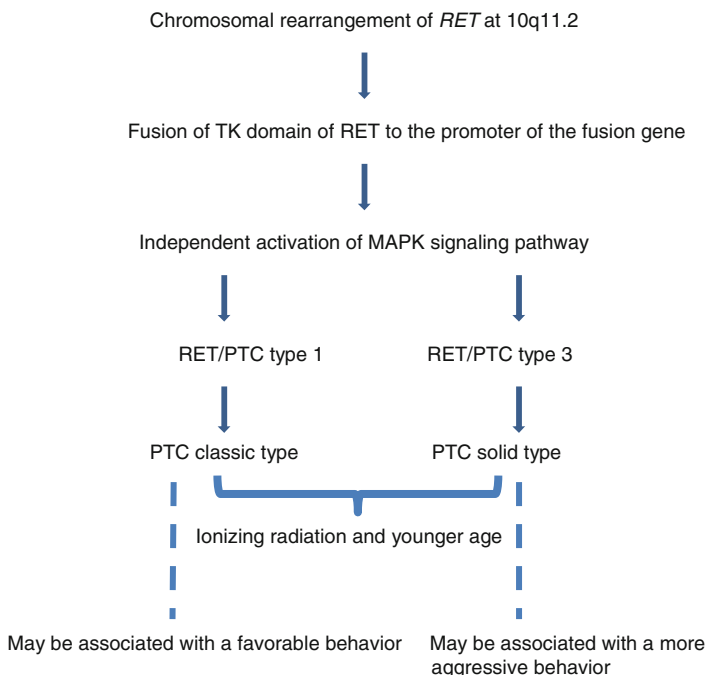 Chromosomal rearrangement of RET at 10q11.2
Fusion of TK domain of RET to the promoter of the fusion gene
Independent activation of MAPK signaling pathway
RET/PTC type 1
RET/PTC type 3
PTC classic type
PTC solid type
Ionizing radiation and younger age
May be associated with a favorable behavior
May be associated with a more
aggressive behavior